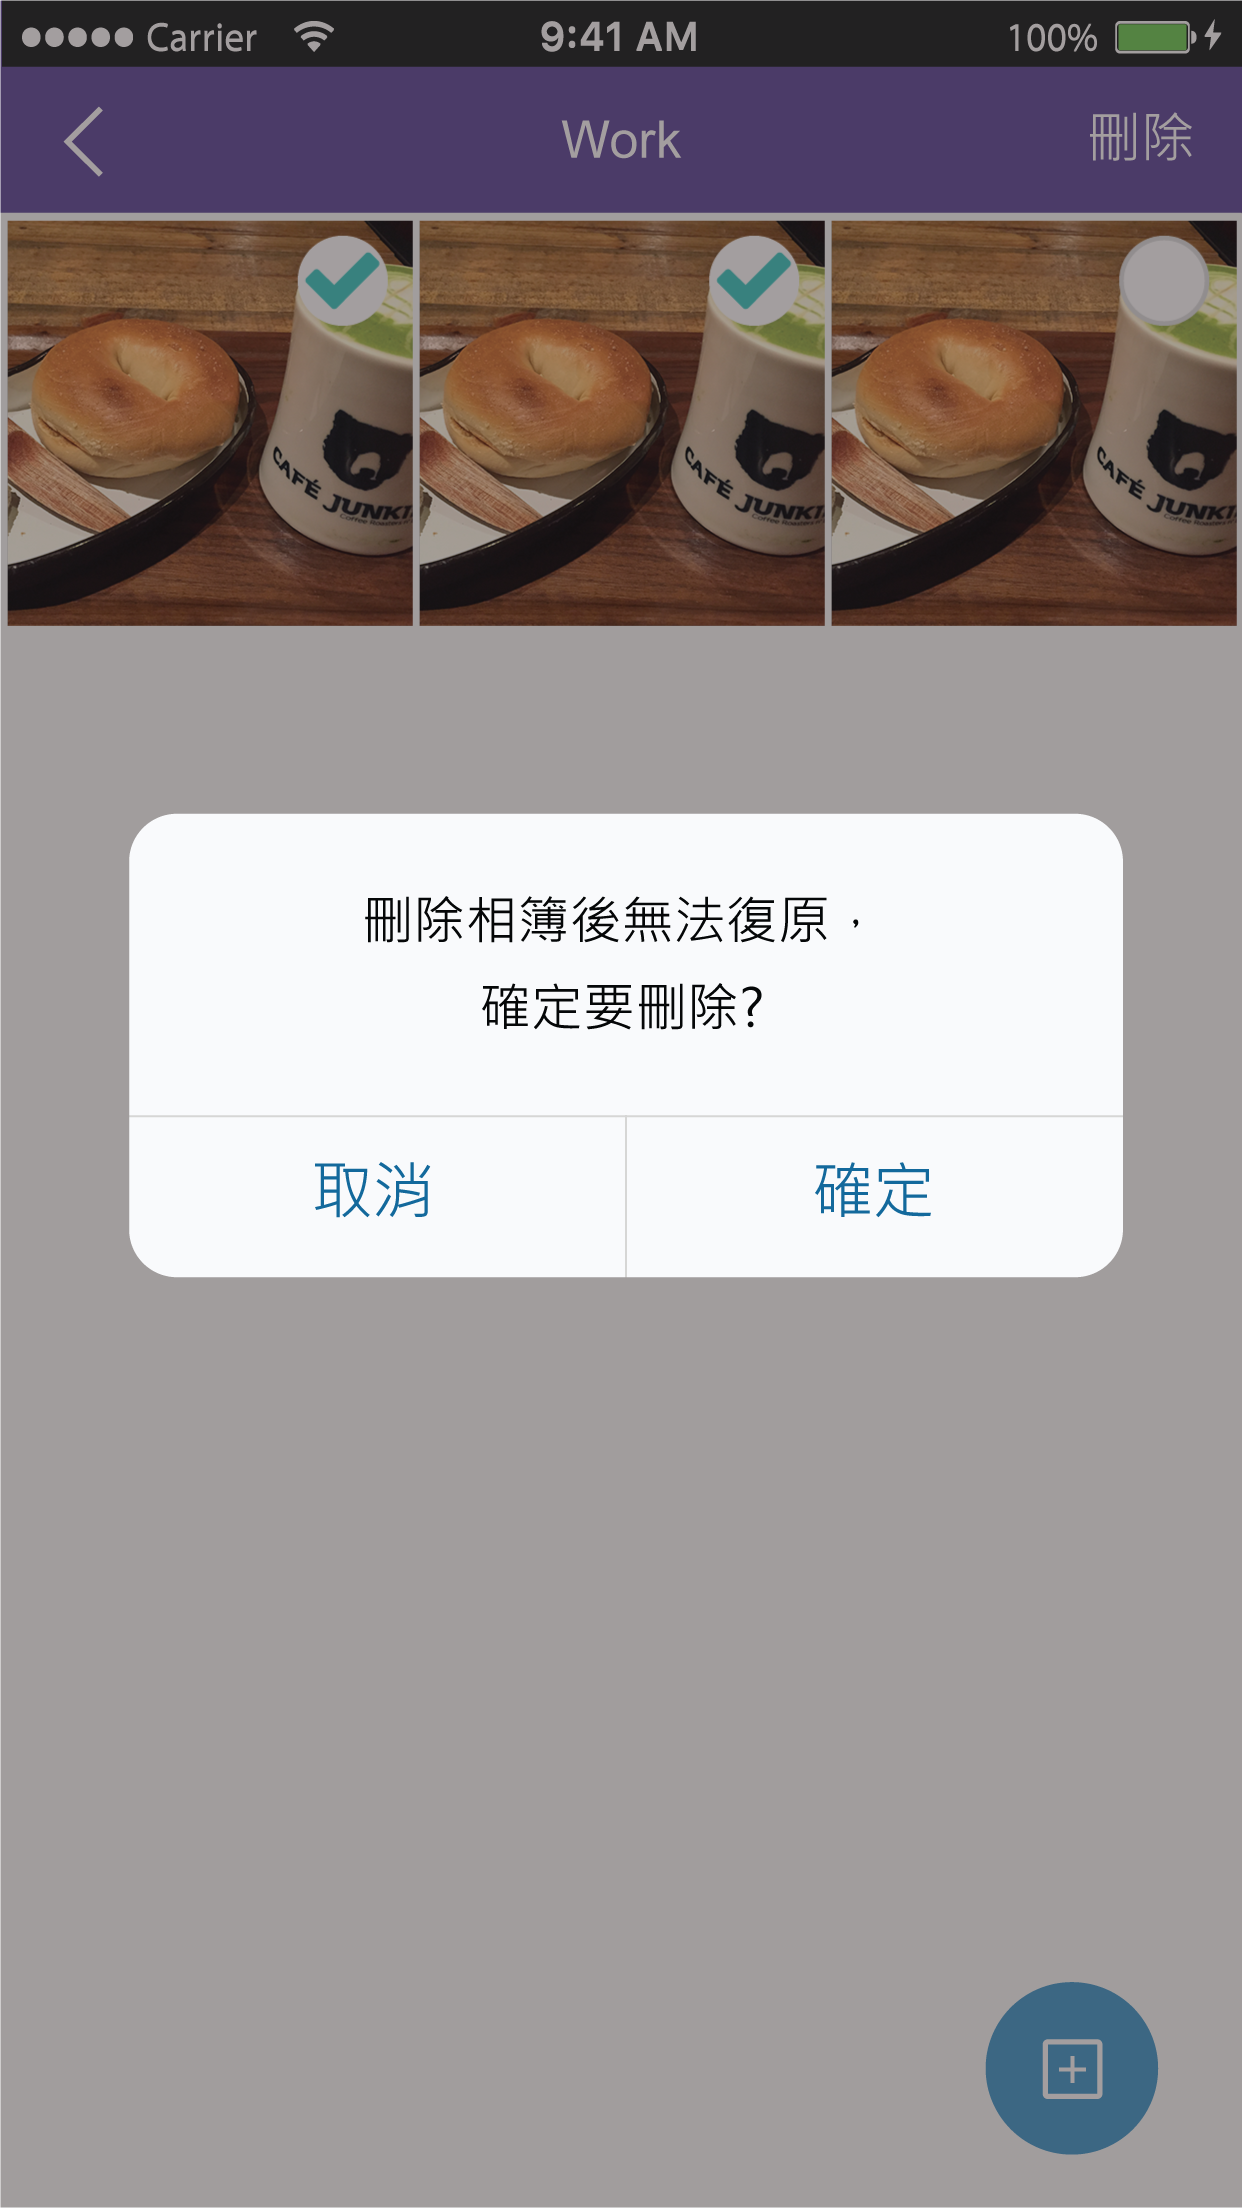 Carrier 9:41 AM 100%
Work 刪除
CAFÉ JUNKI
Coffee Roasters
CAFÉ JUNKI
Coffee Roasters
CAFÉ JUNKI
Coffee Roasters
刪除相簿後無法復原，
確定要刪除?
取消 確定